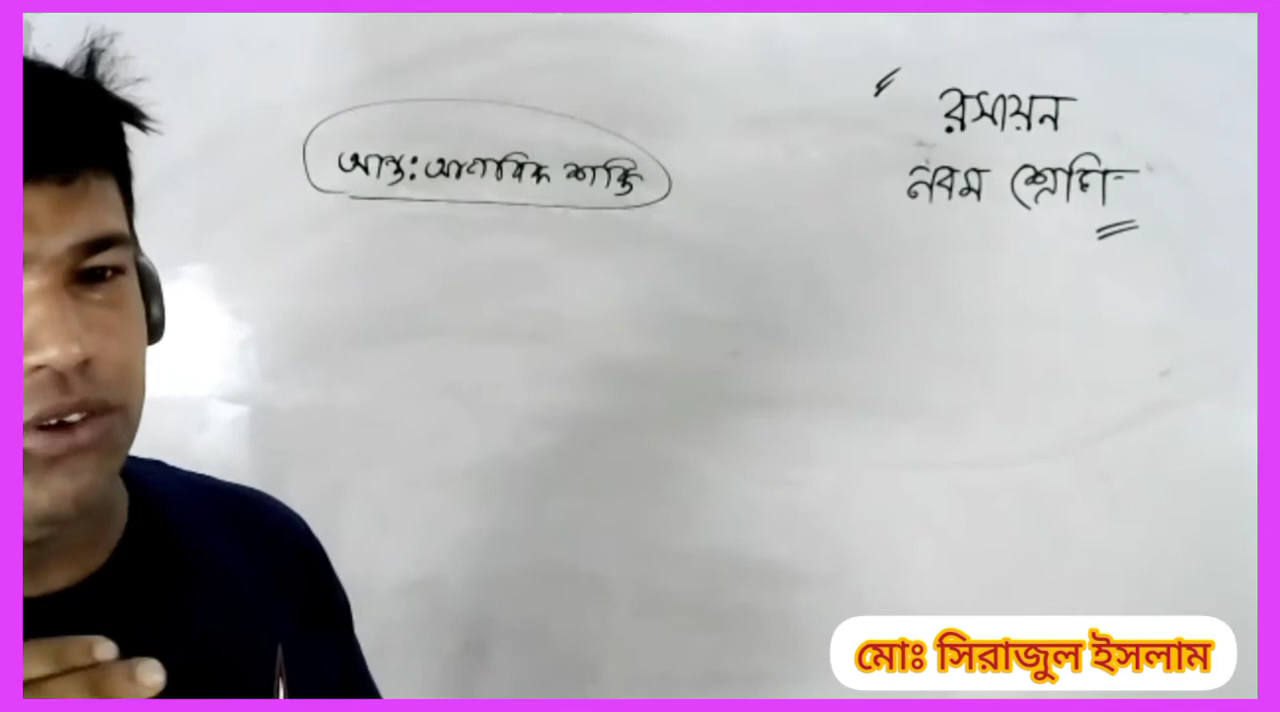 আন্ত:আণবিক শক্তি
"রসায়ন
নবম শ্রেণি
মোঃ সিরাজুল ইসলাম